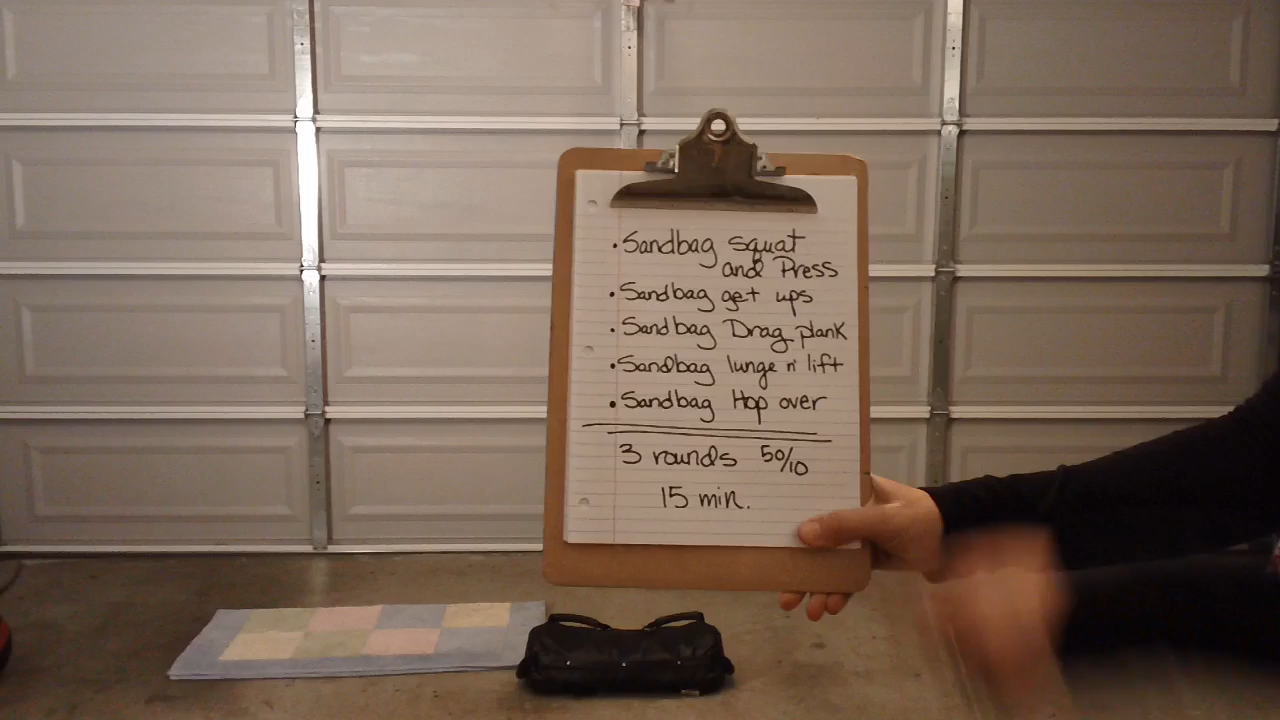 • Sandbag squat
and Press
• Sandbag get ups
• Sandbag Drag plank
• Sandbag lunge n' lift
• Sandbag Hop over
3 rounds 50/10
15 min.